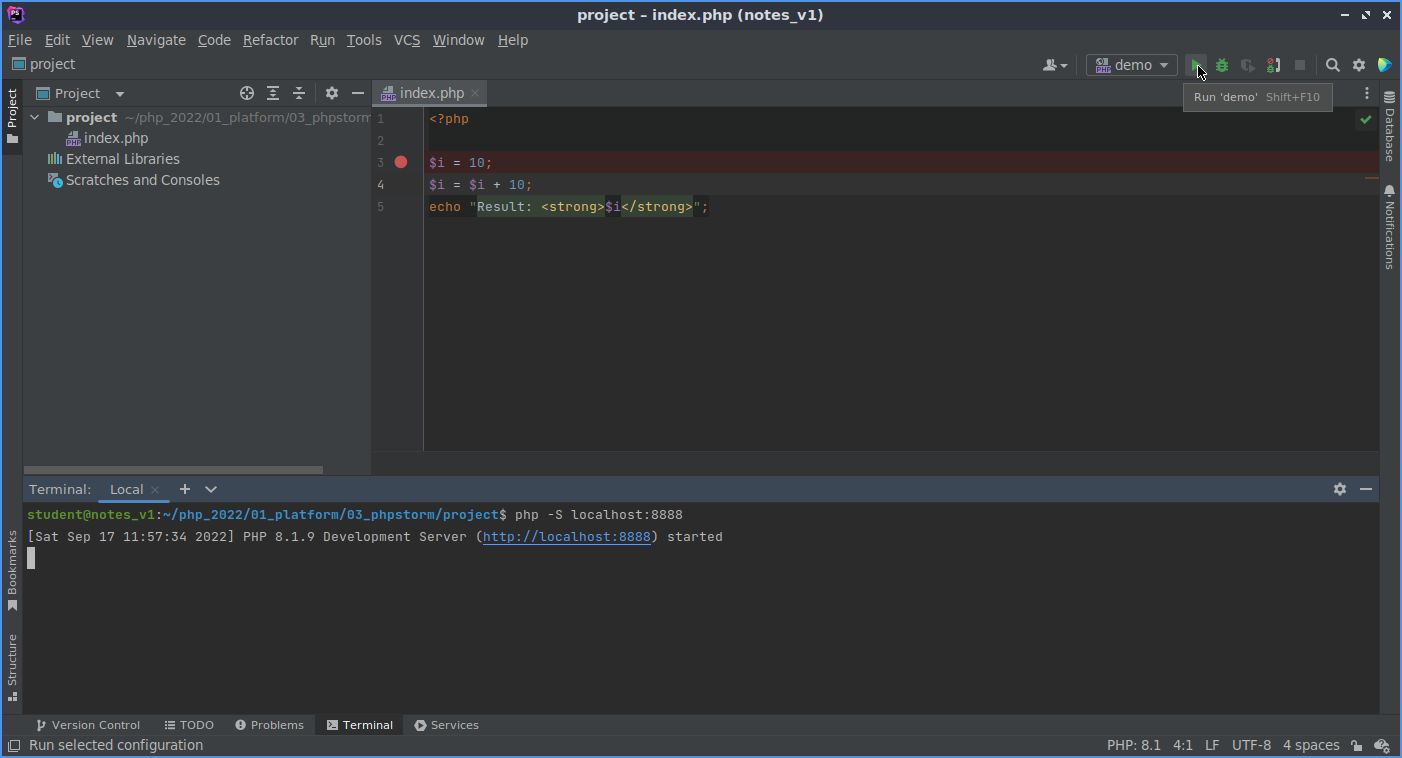 project – index.php (notes_v1)
File Edit View Navigate Code Refactor Run Tools VCS Window Help
project
demo
Run 'demo' Shift+F10
Project
Project
index.php
project ~/php_2022/01_platform/03_phpstorm
index.php
External Libraries
Scratches and Consoles
1 <?php
2
3 $i = 10;
4 $i = $i + 10;
5 echo "Result: <strong>$i</strong>";
Database
Notifications
Terminal: Local
student@notes_v1:~/php_2022/01_platform/03_phpstorm/project$ php -S localhost:8888
[Sat Sep 17 11:57:34 2022] PHP 8.1.9 Development Server (http://localhost:8888) started
Bookmarks
Structure
Version Control TODO Problems Terminal Services
Run selected configuration PHP: 8.1 4:1 LF UTF-8 4 spaces